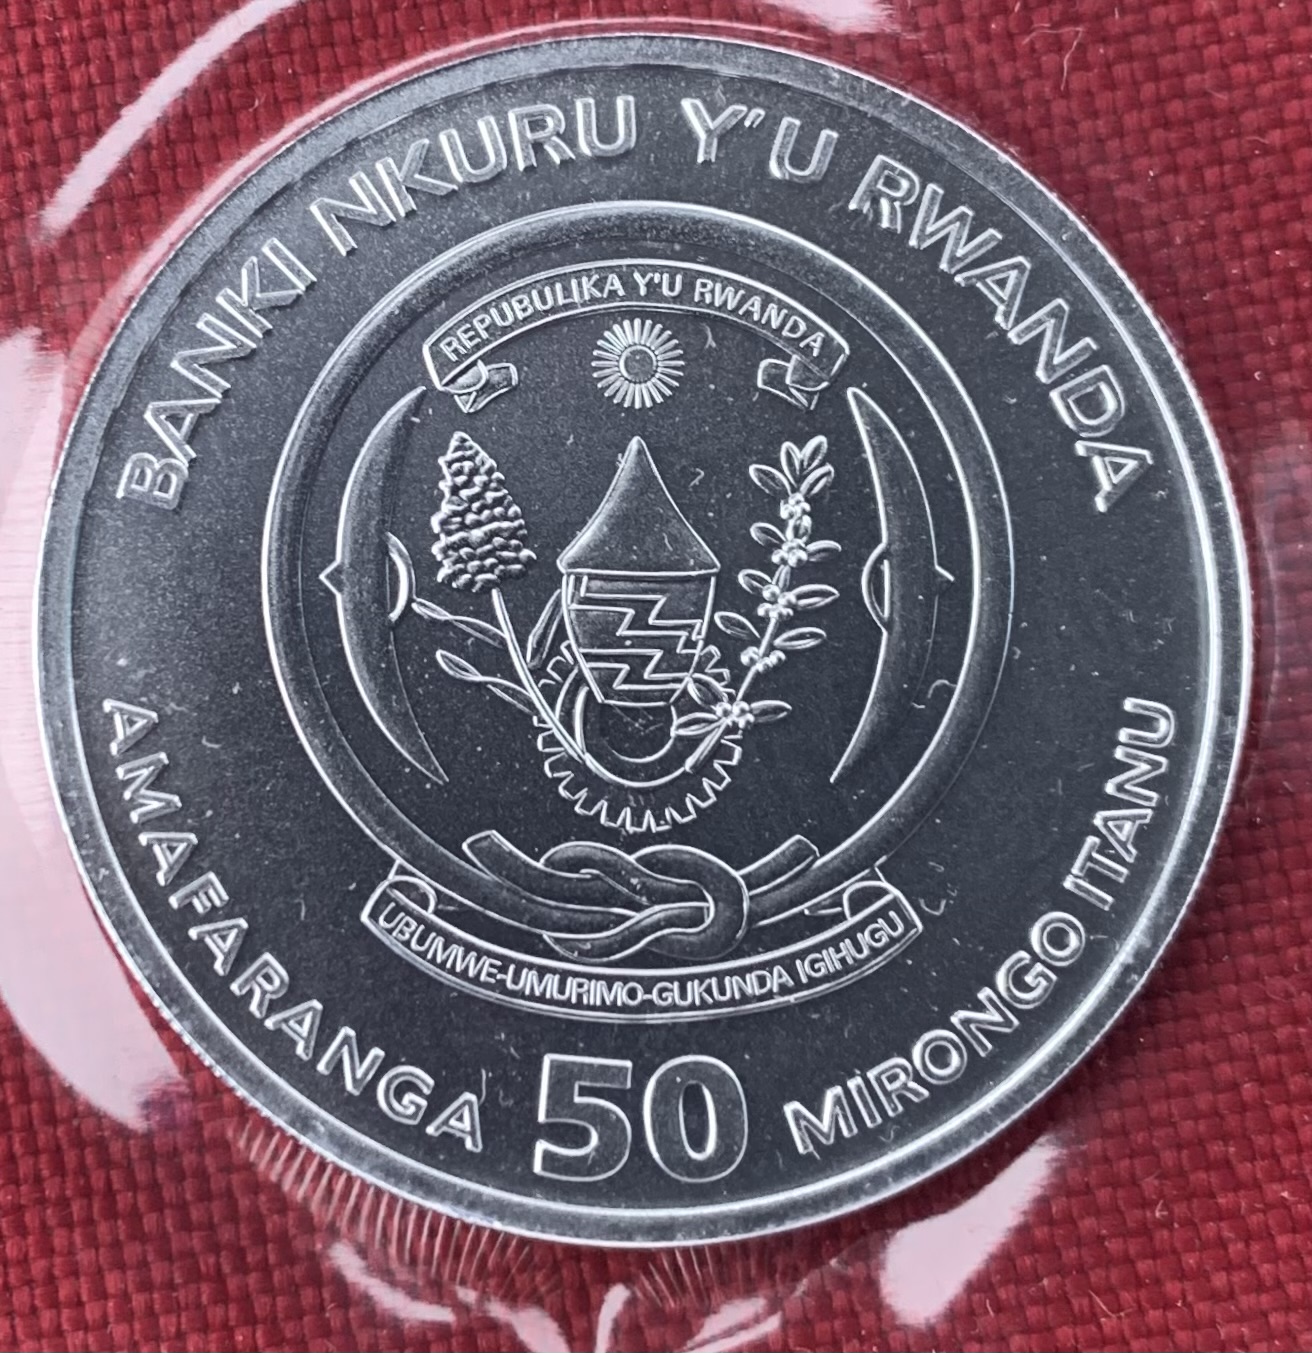 BANKI NKURU Y'U RWANDA
REPUBULIKA Y'U RWANDA
UBUMWE-UMURIMO-GUKUNDA IGIHUGU
AMAFARANGA 50 MIRONGO ITANU